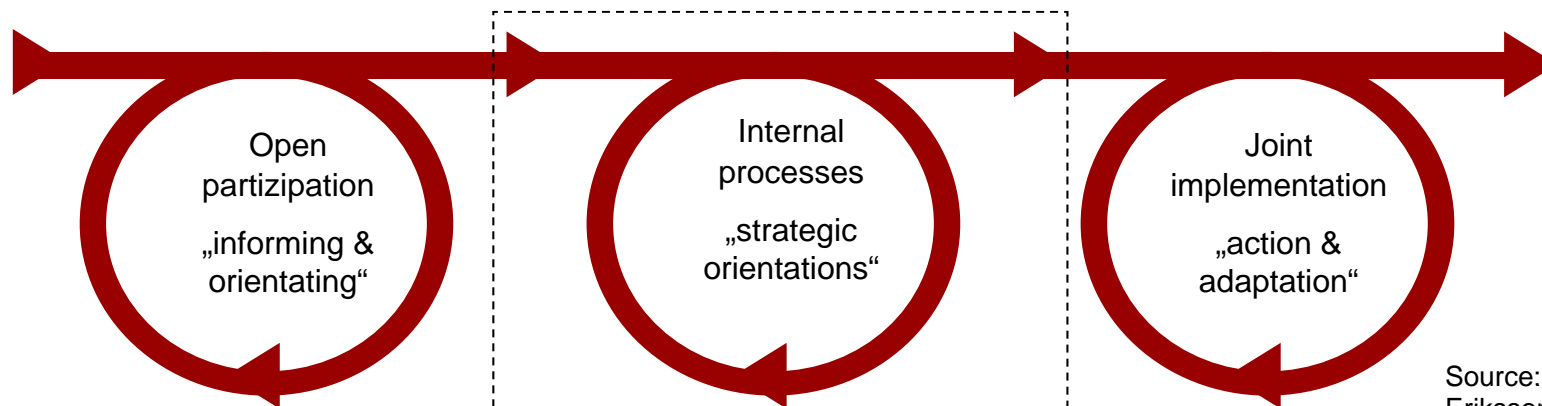 Open
partizipation
„informing &
orientating“
Internal
processes
„strategic
orientations“
Joint
implementation
„action &
adaptation“
Source: